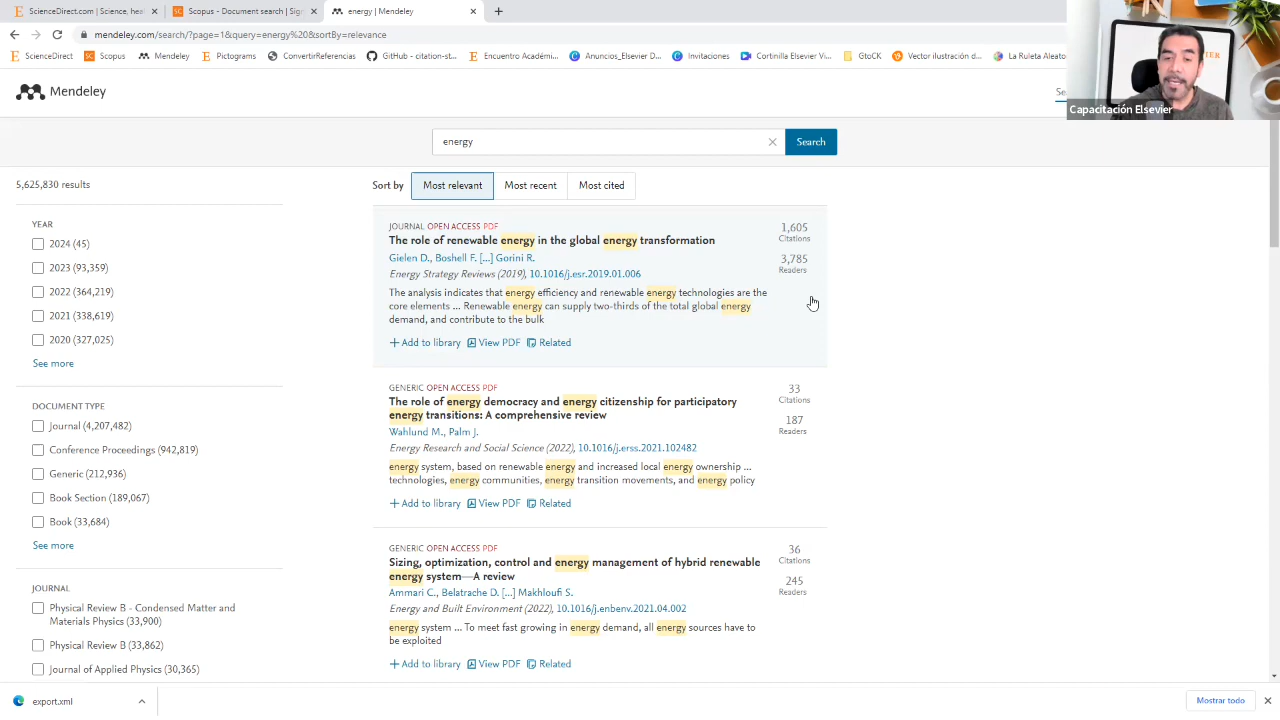 ScienceDirect.com | Science, hea
Scopus - Document search | Sign
energy | Mendeley
mendeley.com/search/?page=1&query=energy%20&sortBy=relevance
ScienceDirect
Scopus
Mendeley
Pictograms
ConvertirReferencias
GitHub - citation-st...
Encuentro Académi...
Anuncios_Elsevier D...
Invitaciones
Cortinilla Elsevier Vi...
GtoCK
Vector ilustración d...
La Ruleta Aleato
Mendeley
Capacitación Elsevier
energy
Search
5,625,830 results
Sort by
Most relevant
Most recent
Most cited
YEAR
2024 (45)
2023 (93,359)
2022 (364,219)
2021 (338,619)
2020 (327,025)
See more
DOCUMENT TYPE
Journal (4,207,482)
Conference Proceedings (942,819)
Generic (212,936)
Book Section (189,067)
Book (33,684)
See more
JOURNAL
Physical Review B - Condensed Matter and
Materials Physics (33,900)
Physical Review B (33,862)
Journal of Applied Physics (30,365)
JOURNAL OPEN ACCESS PDF
The role of renewable energy in the global energy transformation
Gielen D., Boshell F. [...] Gorini R.
Energy Strategy Reviews (2019), 10.1016/j.esr.2019.01.006
The analysis indicates that energy efficiency and renewable energy technologies are the
core elements ... Renewable energy can supply two-thirds of the total global energy
demand, and contribute to the bulk
Add to library View PDF Related
1,605
Citations
3,785
Readers
GENERIC OPEN ACCESS PDF
The role of energy democracy and energy citizenship for participatory
energy transitions: A comprehensive review
Wahlund M., Palm J.
Energy Research and Social Science (2022), 10.1016/j.erss.2021.102482
energy system, based on renewable energy and increased local energy ownership ...
technologies, energy communities, energy transition movements, and energy policy
Add to library View PDF Related
33
Citations
187
Readers
GENERIC OPEN ACCESS PDF
Sizing, optimization, control and energy management of hybrid renewable
energy system—A review
Ammari C., Belatrache D. [...] Makhloufi S.
Energy and Built Environment (2022), 10.1016/j.enbenv.2021.04.002
energy system ... To meet fast growing in energy demand, all energy sources have to
be exploited
Add to library View PDF Related
36
Citations
245
Readers
export.xml
Mostrar todo